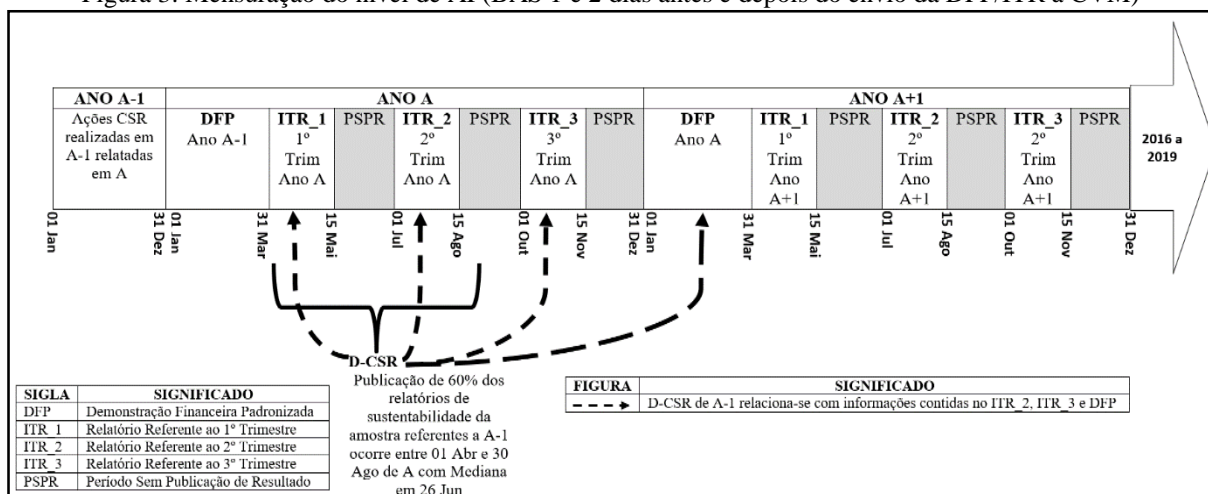 Figura 3: Mensuração do nível de AI (BAS 1 e 2 dias antes e depois do envio da DFP/ITR à CVM)
ANO A-1
ANO A
ANO A+1
Ações CSR
realizadas em
A-1 relatadas
em A
DFP
Ano A-1
ITR_1
1º
Trim
Ano A
PSPR
ITR_2
2º
Trim
Ano A
PSPR
ITR_3
3º
Trim
Ano A
PSPR
DFP
Ano A
ITR_1
1º
Trim
Ano
A+1
PSPR
ITR_2
2º
Trim
Ano
A+1
PSPR
ITR_3
2º
Trim
Ano
A+1
PSPR
2016 a
2019
01 Jan
31 Dez
01 Jan
31 Mar
15 Mai
01 Jul
15 Ago
01 Out
15 Nov
31 Dez
01 Jan
31 Mar
15 Mai
01 Jul
15 Ago
01 Out
15 Nov
31 Dez
D-CSR
Publicação de 60% dos
relatórios de
sustentabilidade da
amostra referentes a A-1
ocorre entre 01 Abr e 30
Ago de A com Mediana
em 26 Jun
SIGLA SIGNIFICADO
DFP Demonstração Financeira Padronizada
ITR_1 Relatório Referente ao 1º Trimestre
ITR_2 Relatório Referente ao 2º Trimestre
ITR_3 Relatório Referente ao 3º Trimestre
PSPR Período Sem Publicação de Resultado
FIGURA SIGNIFICADO
D-CSR de A-1 relaciona-se com informações contidas no ITR_2, ITR_3 e DFP